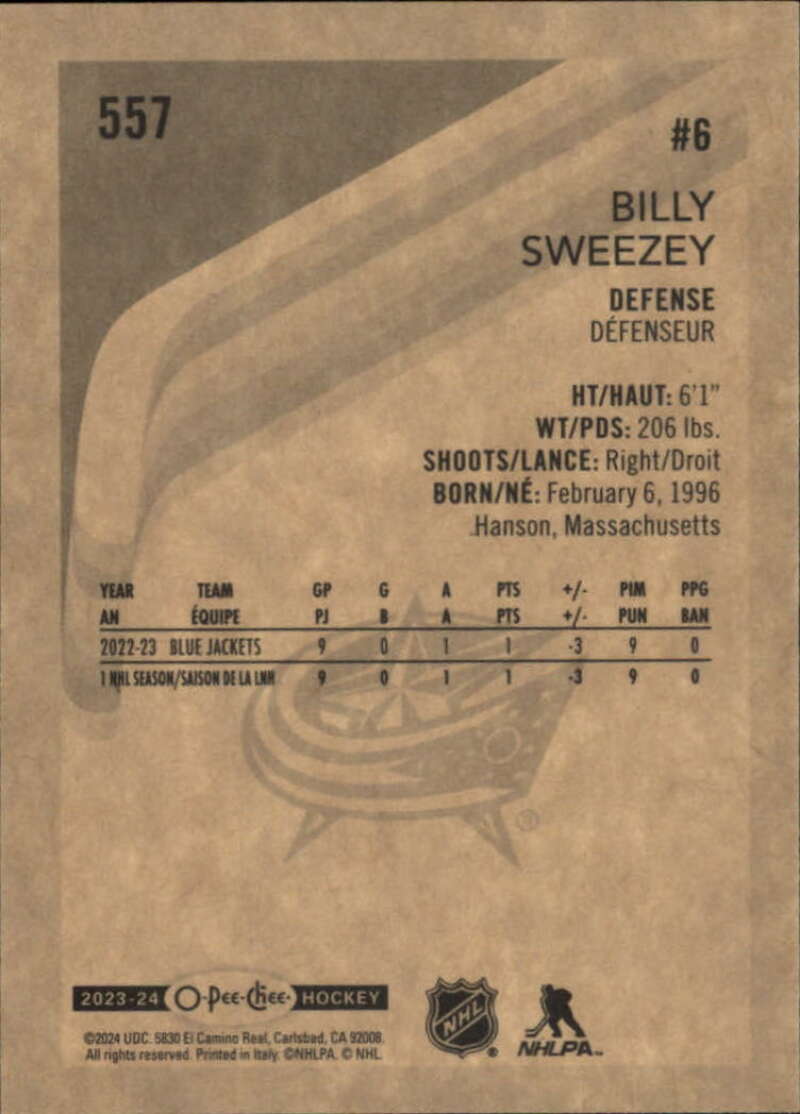 557
#6
BILLY
SWEEZEY
DEFENSE
DÉFENSEUR
HT/HAUT: 6'1"
WT/PDS: 206 lbs.
SHOOTS/LANCE: Right/Droit
BORN/NÉ: February 6, 1996
Hanson, Massachusetts
YEAR TEAM GP G A PTS +/- PIM PPG
AN ÉQUIPE PJ B A PTS +/- PUN BAN
2022-23 BLUE JACKETS 9 0 1 1 -3 9 0
1 NHL SEASON/SAISON DE LA LNH 9 0 1 1 -3 9 0
®
2023-24 O-Pee-Chee HOCKEY
©2024 UDC. 5830 El Camino Real, Carlsbad, CA 92008.
All rights reserved. Printed in Italy. ©NHLPA. © NHL.
NHL
NHLPA